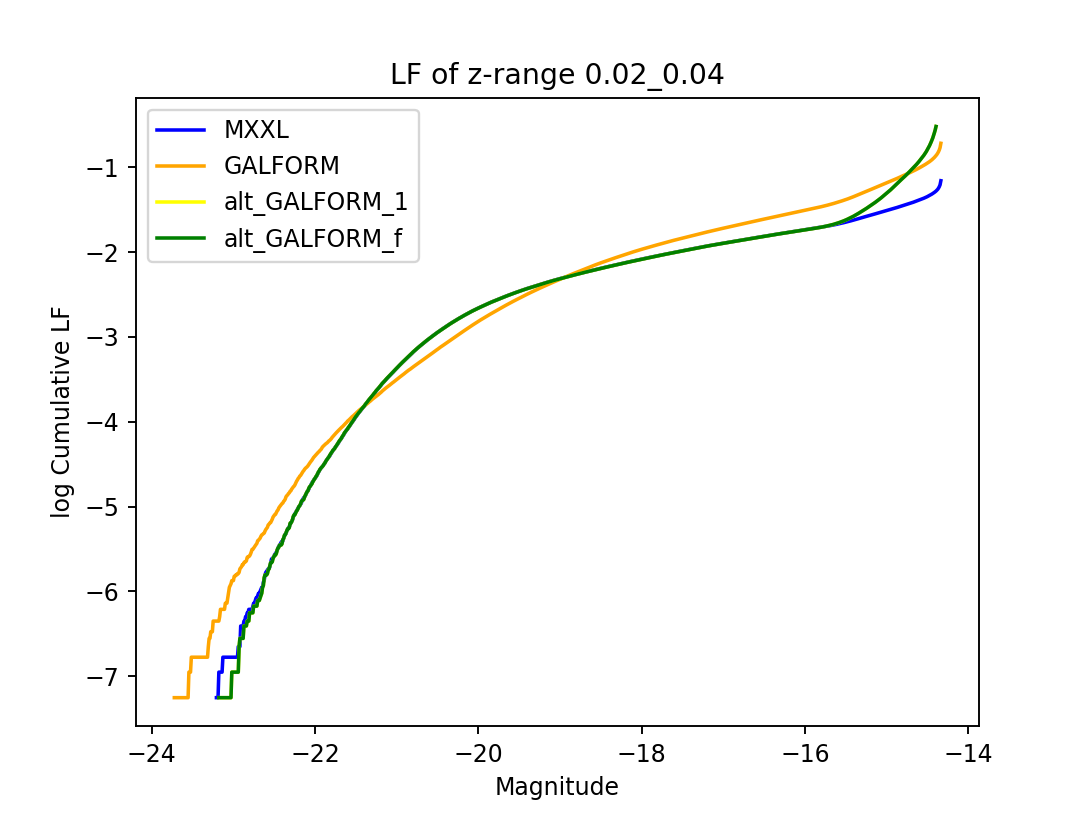 LF of z-range 0.02_0.04
MXXL
GALFORM
alt_GALFORM_1
alt_GALFORM_f
log Cumulative LF
−1
−2
−3
−4
−5
−6
−7
−24
−22
−20
−18
−16
−14
Magnitude